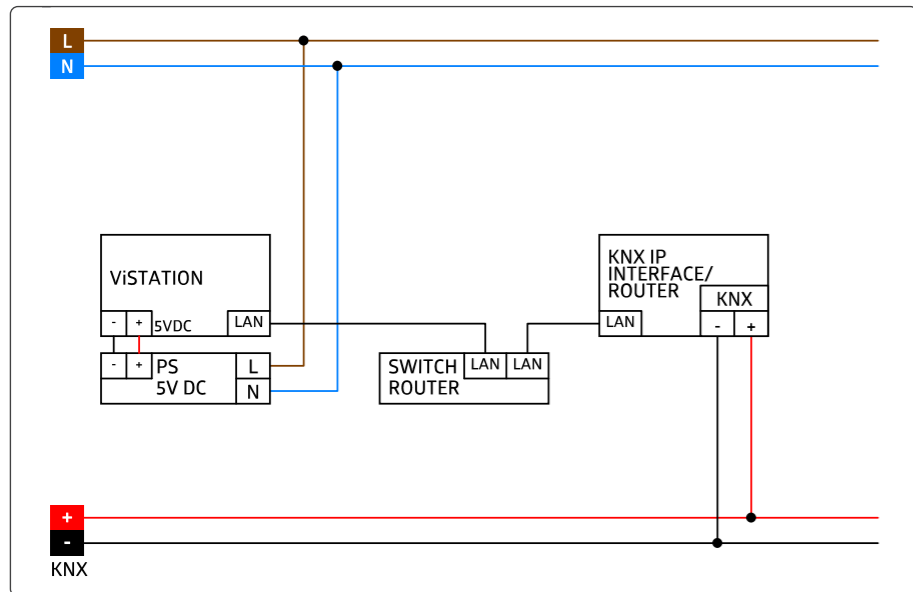 L
N
ViSTATION
- + 5VDC LAN
- + PS L
5V DC N
SWITCH LAN LAN
ROUTER
KNX IP
INTERFACE/
ROUTER
KNX
LAN - +
+
-
KNX